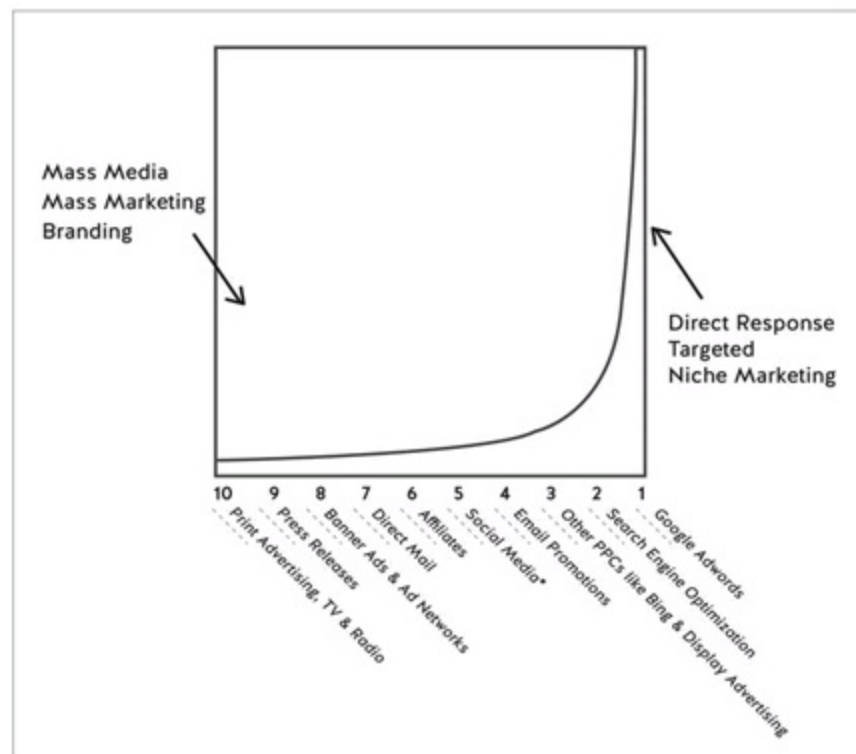 Mass Media
Mass Marketing
Branding
Direct Response
Targeted
Niche Marketing
10 9 8 7 6 5 4 3 2 1
Print Advertising, TV & Radio
Press Releases
Banner Ads & Ad Networks
Direct Mail
Affiliates
Social Media*
Email Promotions
Other PPCs like Bing & Display Advertising
Search Engine Optimization
Google Adwords